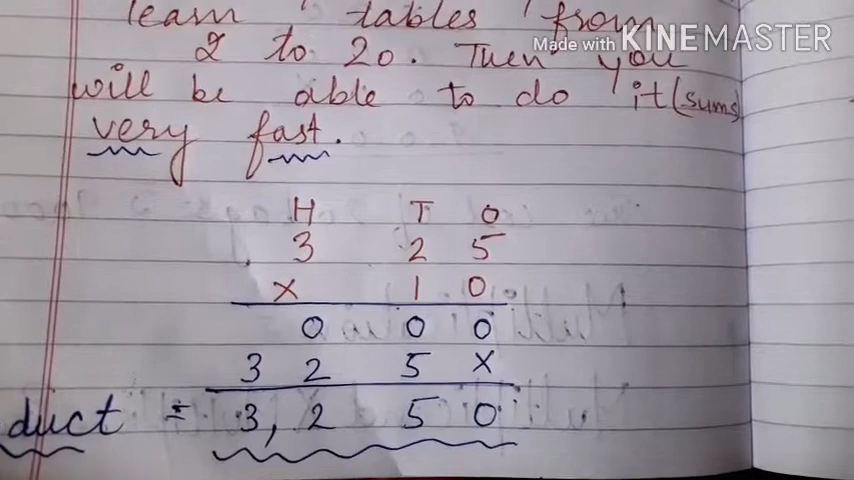 learn tables from
Made with KINEMASTER
2 to 20. Then you
will be able to do it (sums)
very fast.
H T O
3 2 5
x 1 0
0 0 0
3 2 5 x
duct = 3,2 5 0